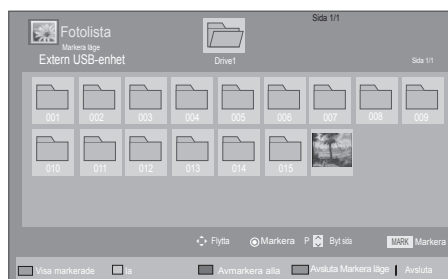 Sida 1/1
Fotolista
Markera läge
Extern USB-enhet
Drive1
Sida 1/1
001 002 003 004 005 006 007 008 009
010 011 012 013 014 015
Flytta Markera P Byt sida MARK Markera
Visa markerade la Avmarkera alla Avsluta Markera läge Avsluta